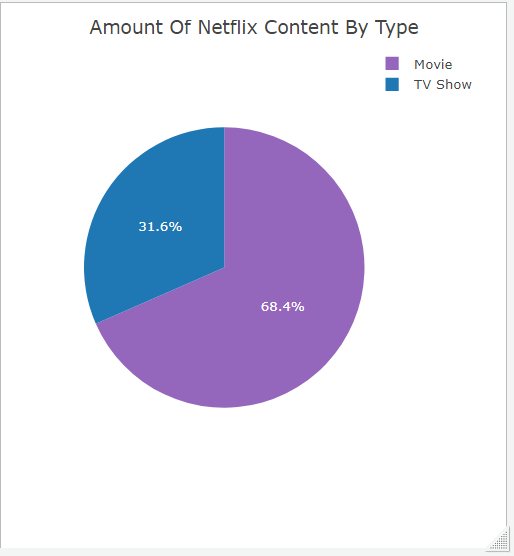 Amount Of Netflix Content By Type
Movie
TV Show
31.6%
68.4%